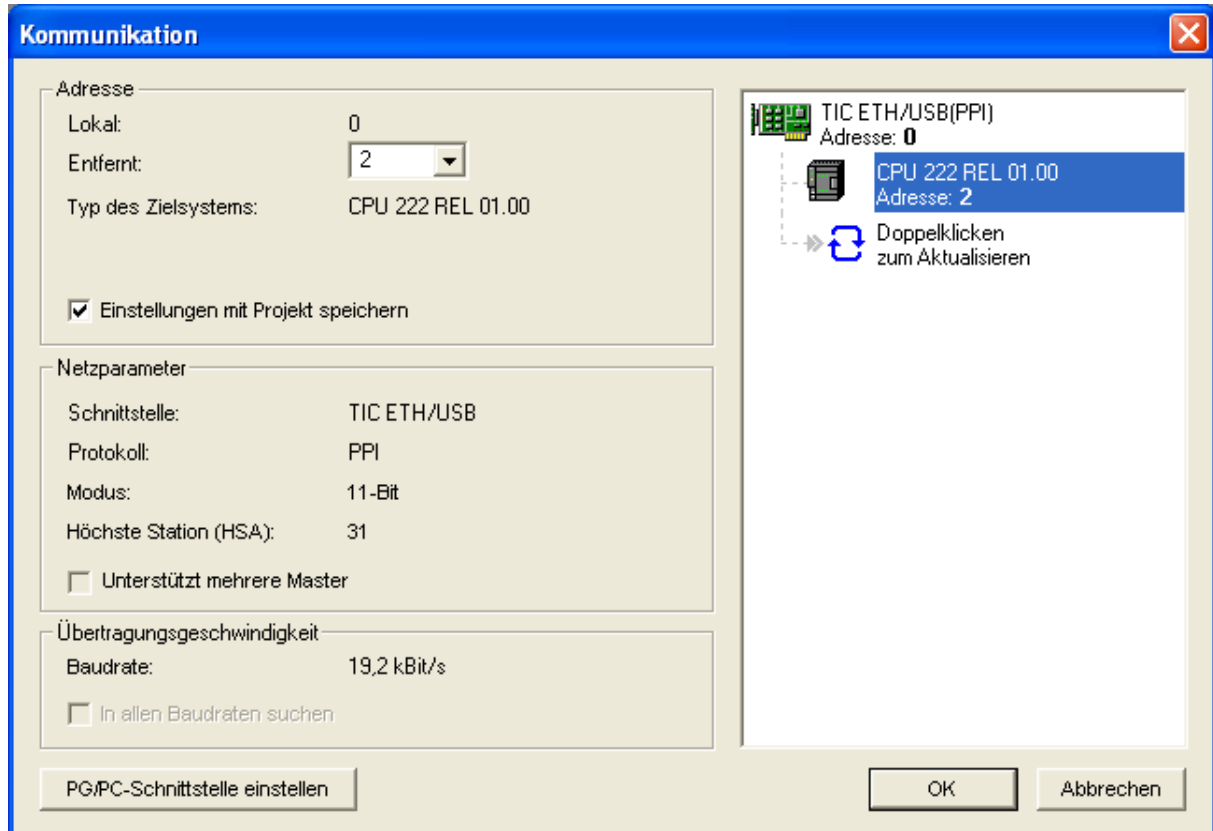 Kommunikation
Adresse
Lokal: 0
Entfernt: 2
Typ des Zielsystems: CPU 222 REL 01.00
Einstellungen mit Projekt speichern
Netzparameter
Schnittstelle: TIC ETH/USB
Protokoll: PPI
Modus: 11-Bit
Höchste Station (HSA): 31
Unterstützt mehrere Master
Übertragungsgeschwindigkeit
Baudrate: 19,2 kBit/s
In allen Baudraten suchen
PG/PC-Schnittstelle einstellen
TIC ETH/USB(PPI)
Adresse: 0
CPU 222 REL 01.00
Adresse: 2
Doppelklicken
zum Aktualisieren
OK
Abbrechen